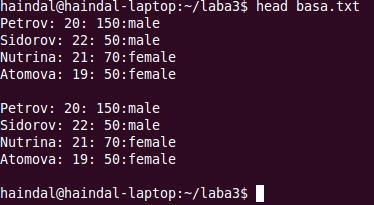 haindal@haindal-laptop:~/laba3$ head basa.txt
Petrov: 20: 150:male
Sidorov: 22: 50:male
Nutrina: 21: 70:female
Atomova: 19: 50:female

Petrov: 20: 150:male
Sidorov: 22: 50:male
Nutrina: 21: 70:female
Atomova: 19: 50:female

haindal@haindal-laptop:~/laba3$